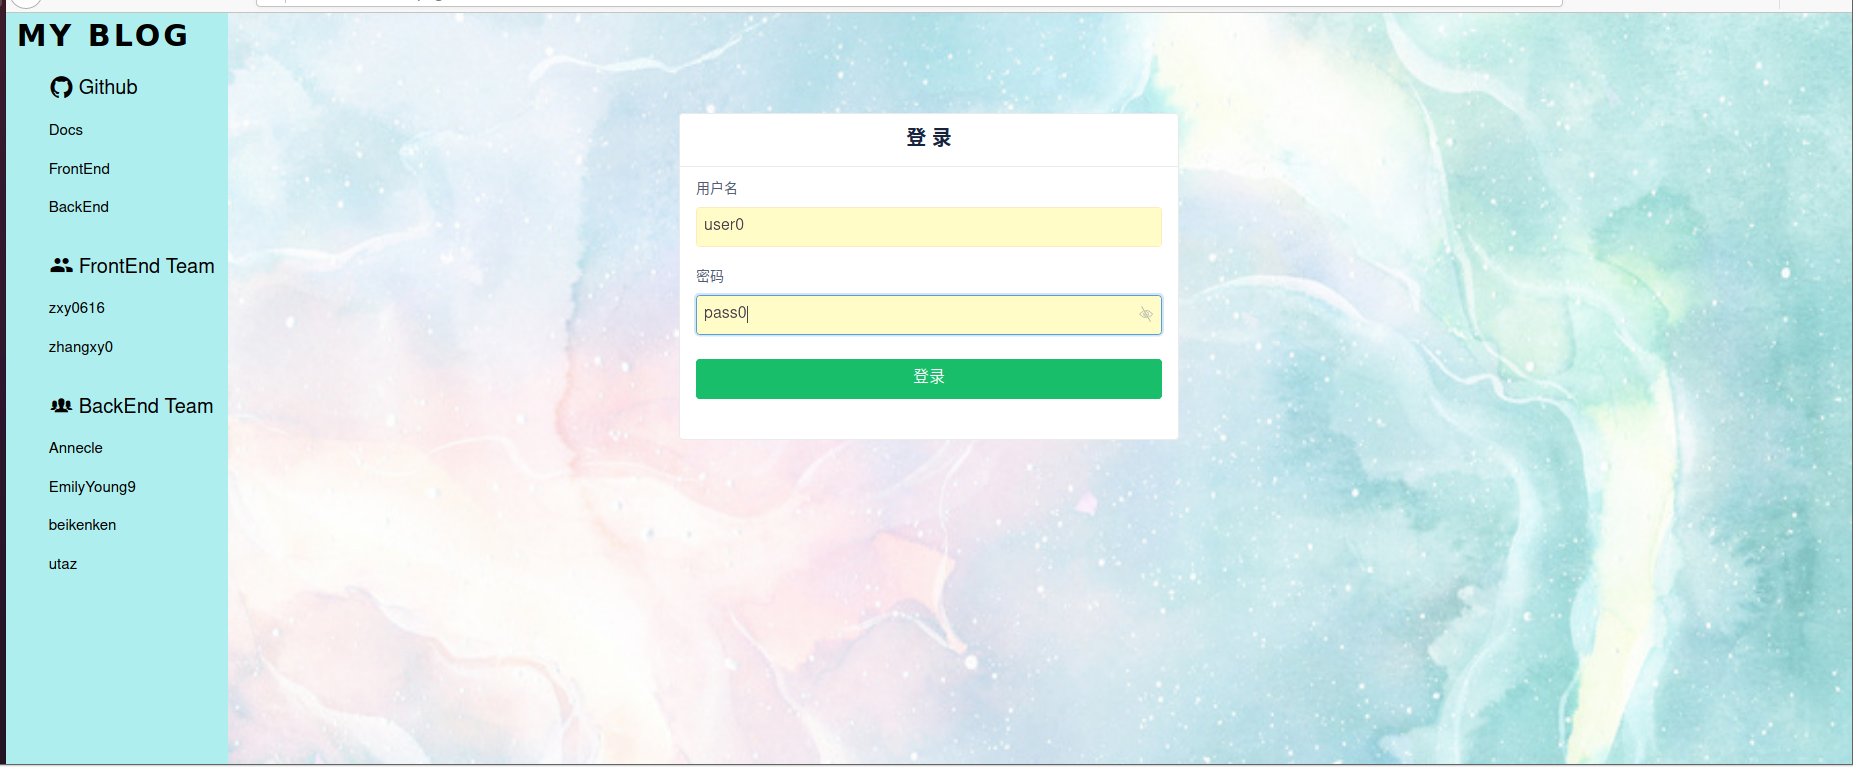 MY BLOG
Github
Docs
FrontEnd
BackEnd
FrontEnd Team
zxy0616
zhangxy0
BackEnd Team
Annecle
EmilyYoung9
beikenken
utaz
登 录
用户名
user0
密码
pass0
登录